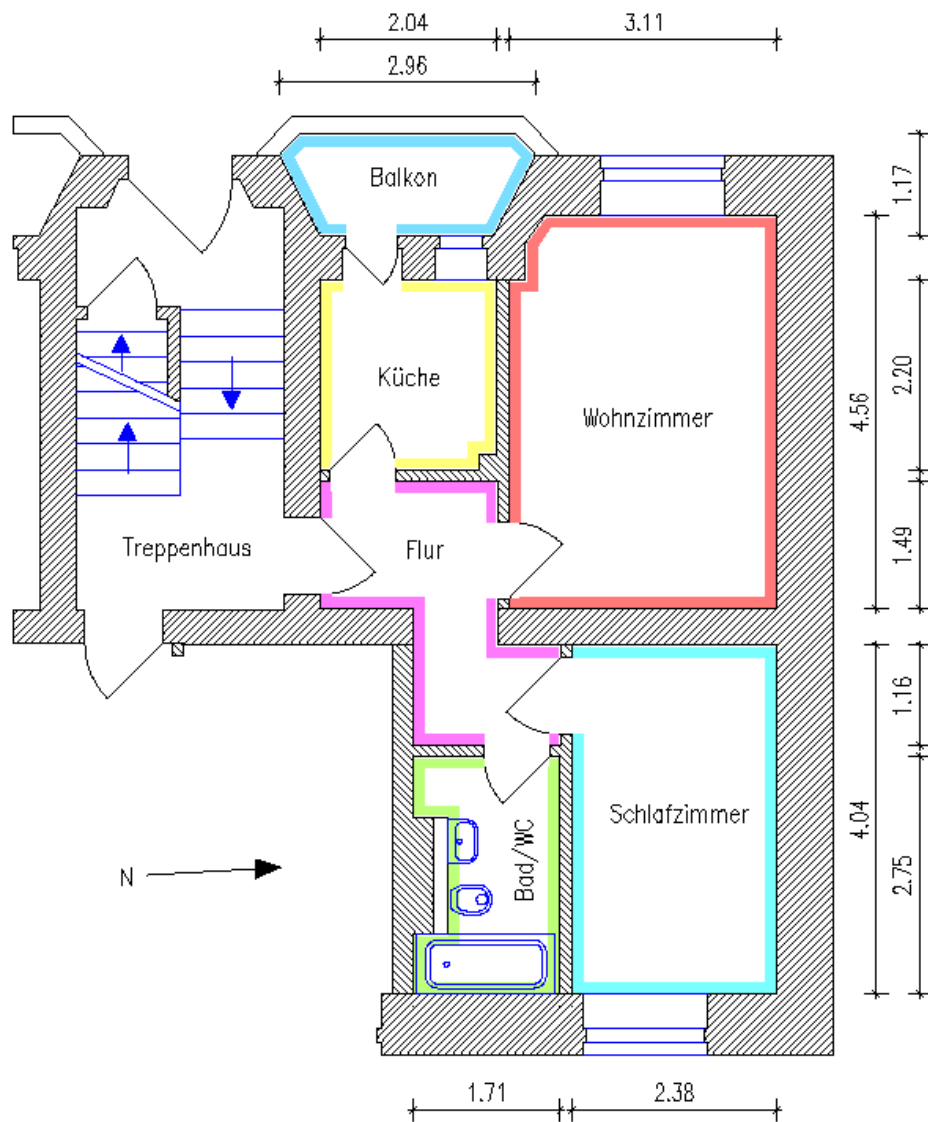 2.04
3.11
2.96
Balkon
1.17
Küche
2.20
Wohnzimmer
4.56
Treppenhaus
Flur
1.49
1.16
Schlafzimmer
4.04
Bad/WC
2.75
N
1.71
2.38